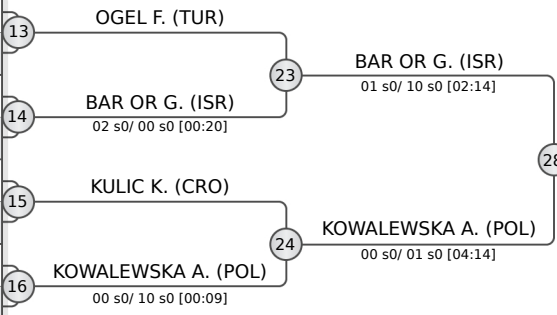 OGEL F. (TUR)
13
23
BAR OR G. (ISR)
01 s0/ 10 s0 [02:14]
BAR OR G. (ISR)
14
02 s0/ 00 s0 [00:20]
28
KULIC K. (CRO)
15
24
KOWALEWSKA A. (POL)
00 s0/ 01 s0 [04:14]
KOWALEWSKA A. (POL)
16
00 s0/ 10 s0 [00:09]